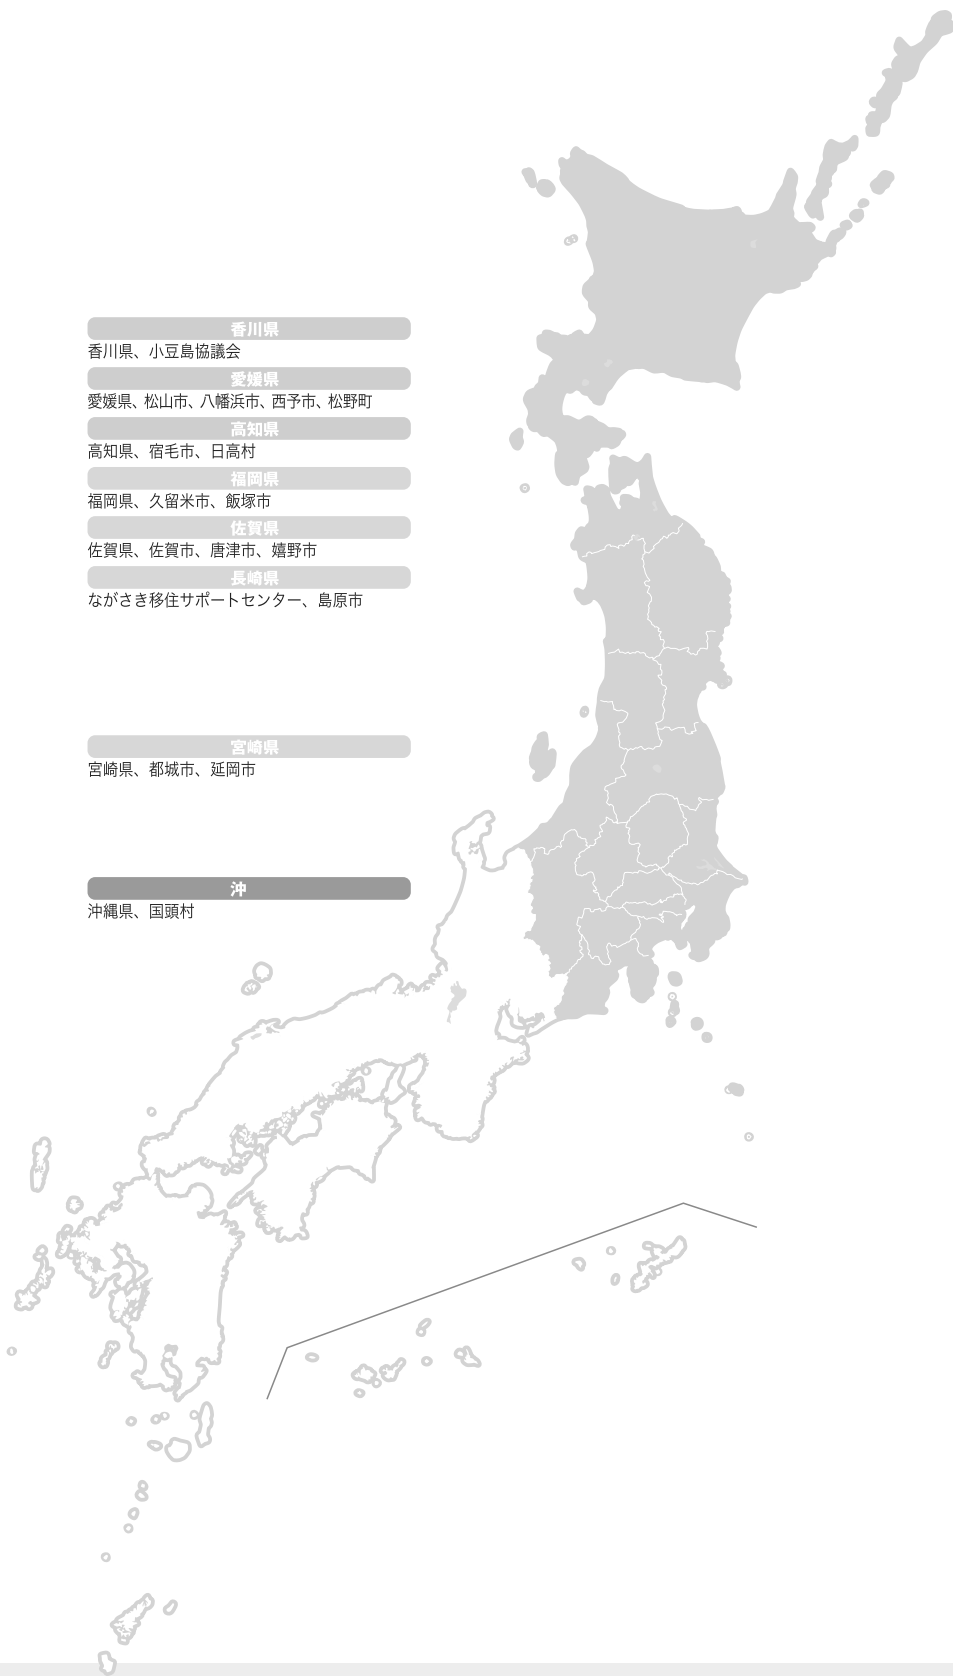 香川県
香川県、小豆島協議会
愛媛県
愛媛県、松山市、八幡浜市、西予市、松野町
高知県
高知県、宿毛市、日高村
福岡県
福岡県、久留米市、飯塚市
佐賀県
佐賀県、佐賀市、唐津市、嬉野市
長崎県
ながさき移住サポートセンター、島原市
宮崎県
宮崎県、都城市、延岡市
沖
沖縄県、国頭村